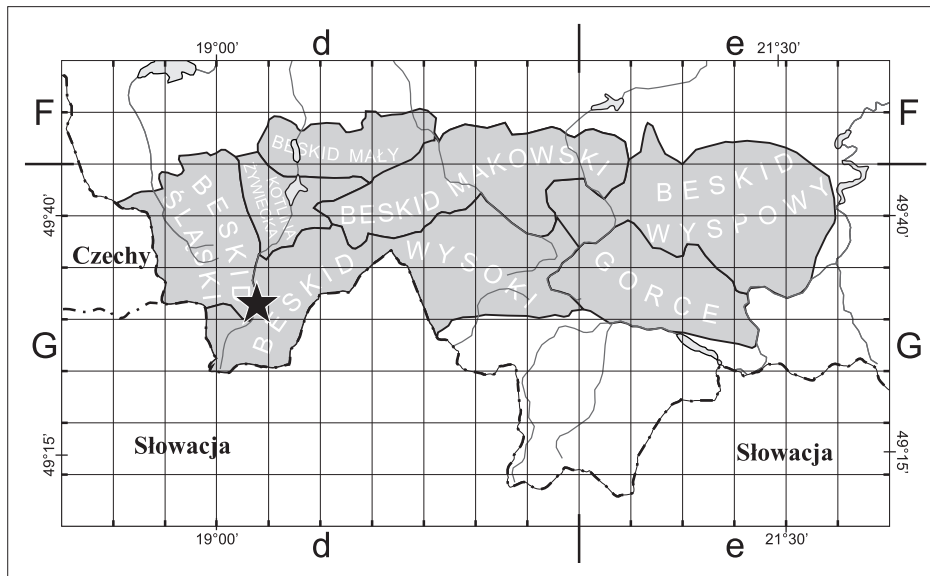 d e
19°00' 21°30'
F F
BESKID MAŁY
BESKID MAKOWSKI
BESKID WYSPOWY
KOTLINA ŻYWIECKA
BESKID ŚLĄSKI
49°40' 49°40'
Czechy
BESKID WYSOKI
GORCE
G G
49°15' 49°15'
Słowacja Słowacja
19°00' 21°30'
d e